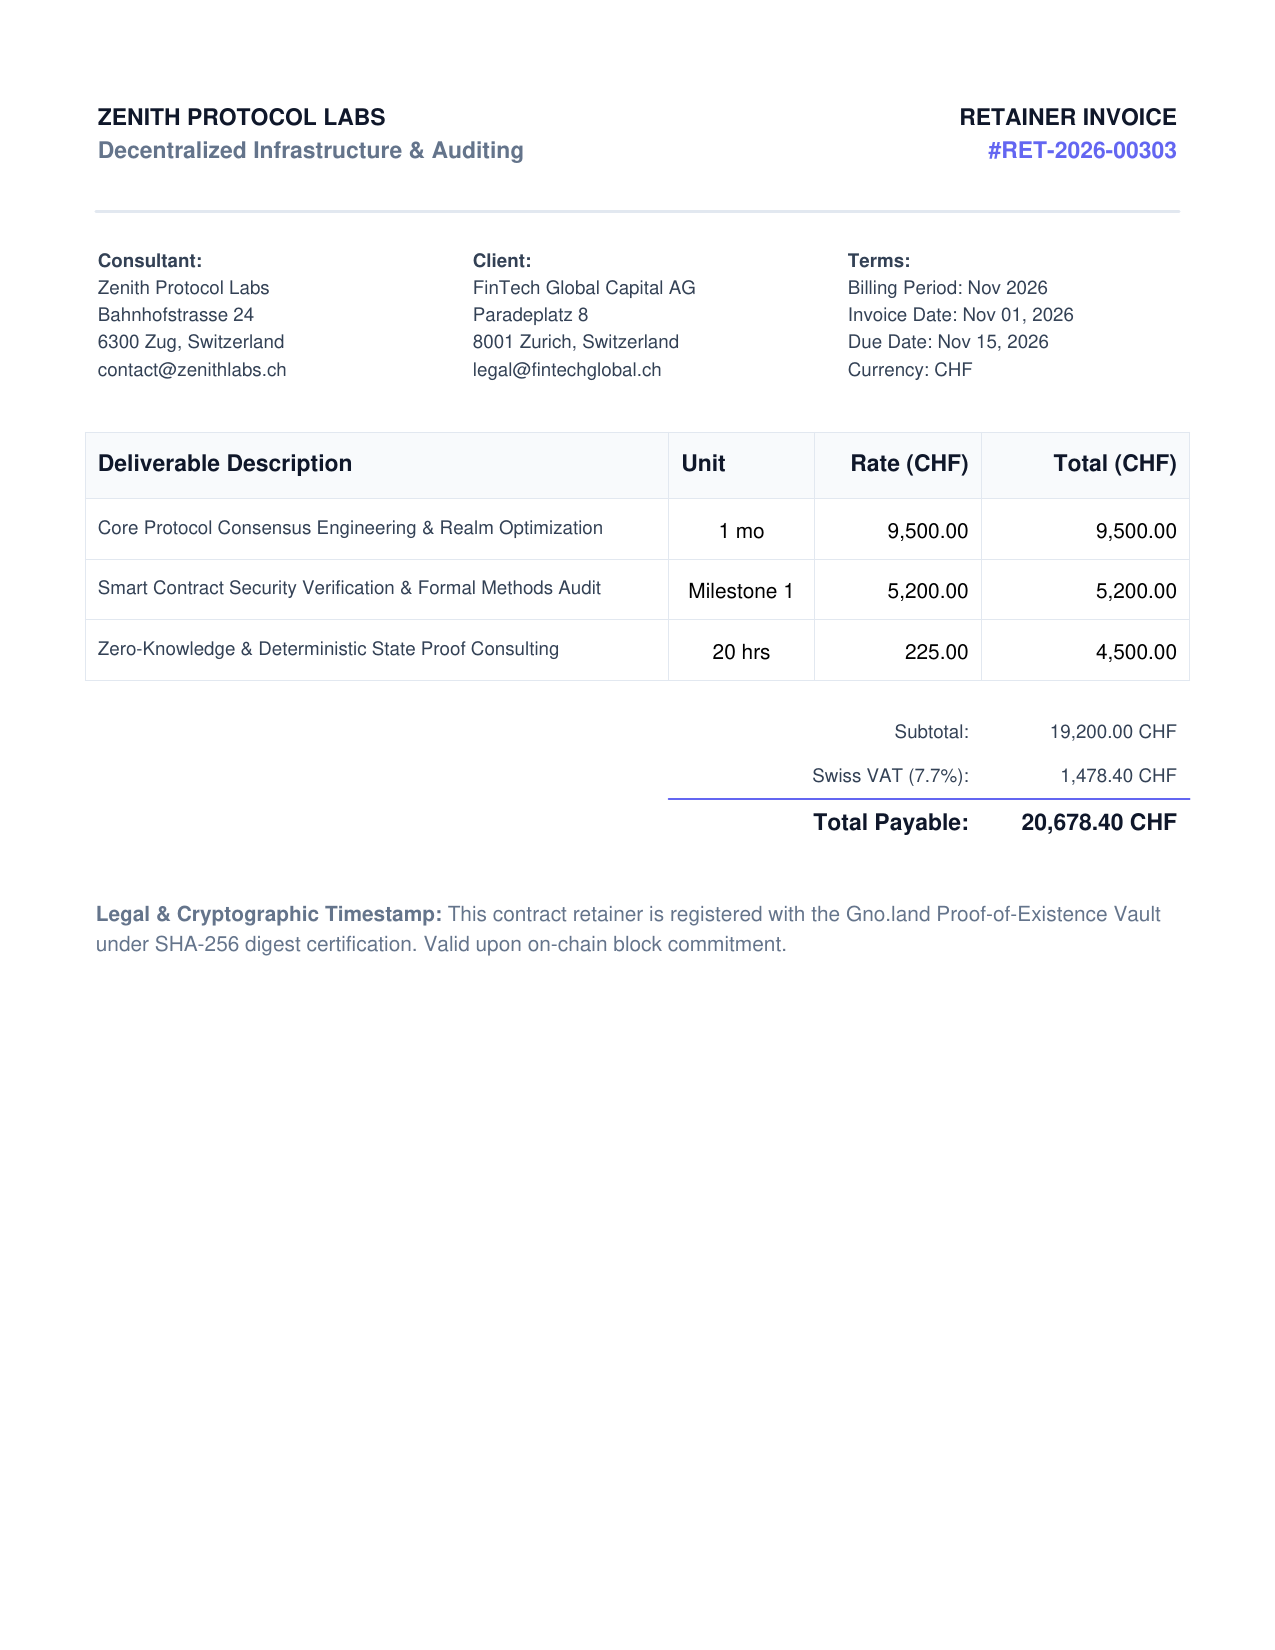 ZENITH PROTOCOL LABS
Decentralized Infrastructure & Auditing
RETAINER INVOICE
#RET-2026-00303
Consultant:
Zenith Protocol Labs
Bahnhofstrasse 24
6300 Zug, Switzerland
contact@zenithlabs.ch
Client:
FinTech Global Capital AG
Paradeplatz 8
8001 Zurich, Switzerland
legal@fintechglobal.ch
Terms:
Billing Period: Nov 2026
Invoice Date: Nov 01, 2026
Due Date: Nov 15, 2026
Currency: CHF
Deliverable Description Unit Rate (CHF) Total (CHF)
Core Protocol Consensus Engineering & Realm Optimization 1 mo 9,500.00 9,500.00
Smart Contract Security Verification & Formal Methods Audit Milestone 1 5,200.00 5,200.00
Zero-Knowledge & Deterministic State Proof Consulting 20 hrs 225.00 4,500.00
Subtotal: 19,200.00 CHF
Swiss VAT (7.7%): 1,478.40 CHF
Total Payable: 20,678.40 CHF
Legal & Cryptographic Timestamp: This contract retainer is registered with the Gno.land Proof-of-Existence Vault
under SHA-256 digest certification. Valid upon on-chain block commitment.